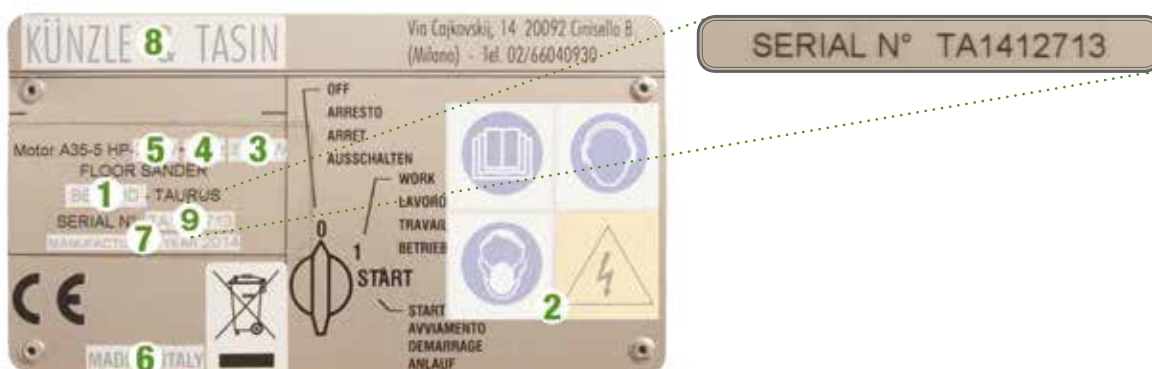 KÜNZLE 8 & TASIN
Via Cajkovskij, 14 20092 Cinisello B.
(Milano) - Tel. 02/66040930
SERIAL N° TA1412713
OFF
ARRESTO
ARRET
AUSSCHALTEN
Motor A35-5 HP- 5 4 3
FLOOR SANDER
1 - TAURUS
SERIAL N° 9
7 YEAR 2014
WORK
LAVORO
TRAVAIL
BETRIEB
0
1
START
START
AVVIAMENTO
DEMARRAGE
ANLAUF
2
CE
MADE 6 ITALY